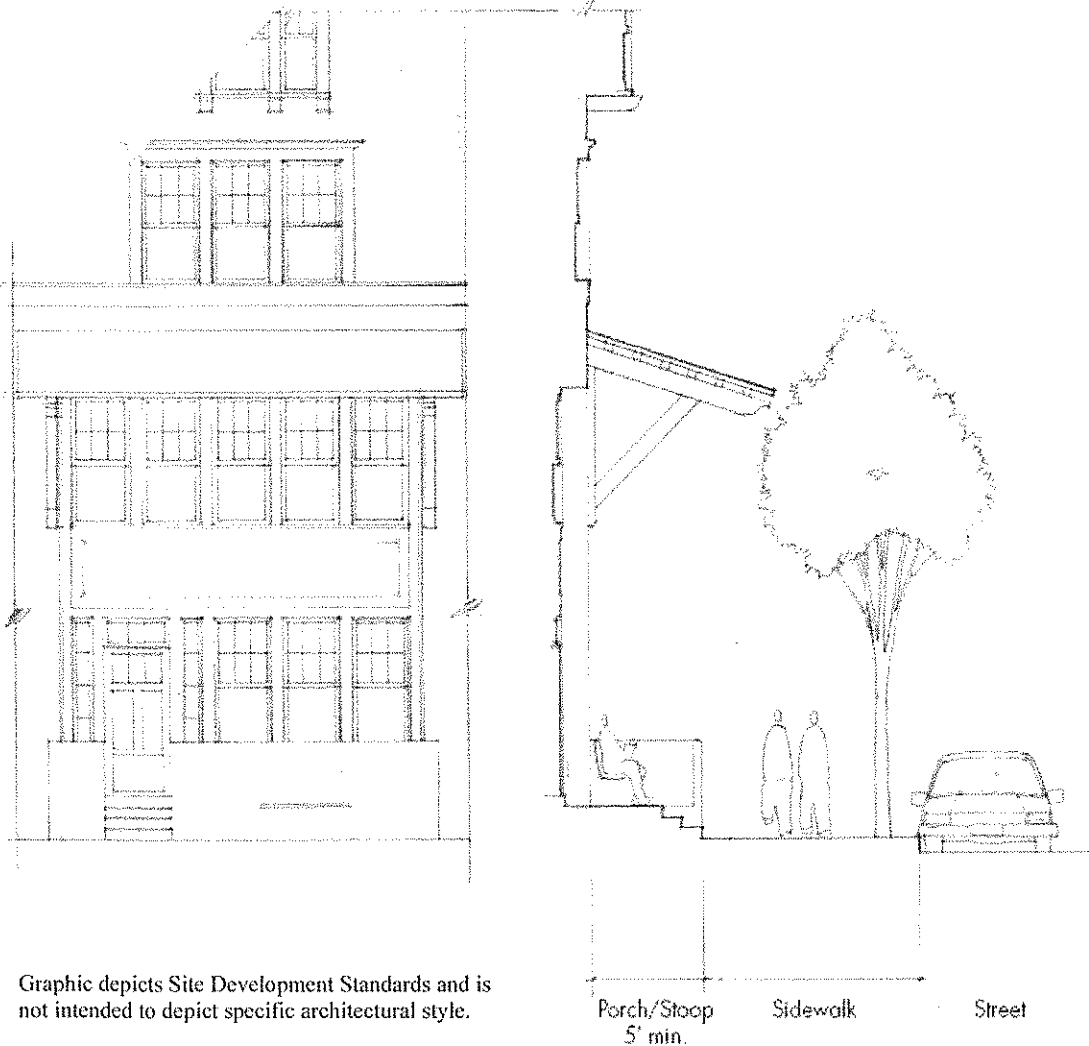 Graphic depicts Site Development Standards and is
not intended to depict specific architectural style.
Porch/Stoop
5' min.
Sidewalk
Street